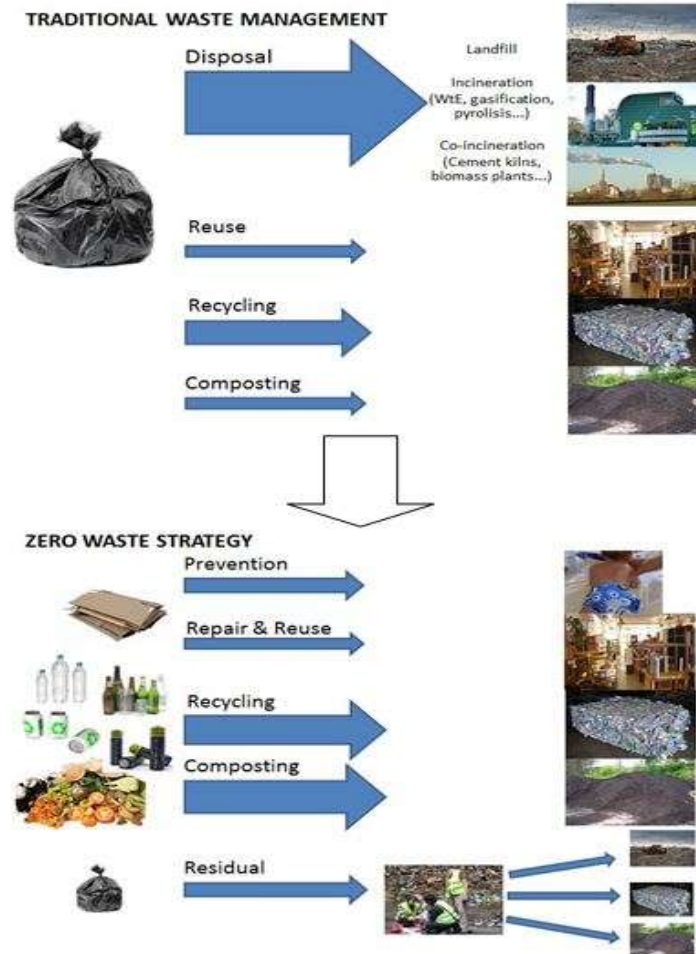 TRADITIONAL WASTE MANAGEMENT
Disposal
Landfill
Incineration
(WtE, gasification,
pyrolisis...)
Co-incineration
(Cement kilns,
biomass plants...)
Reuse
Recycling
Composting
ZERO WASTE STRATEGY
Prevention
Repair & Reuse
Recycling
Composting
Residual